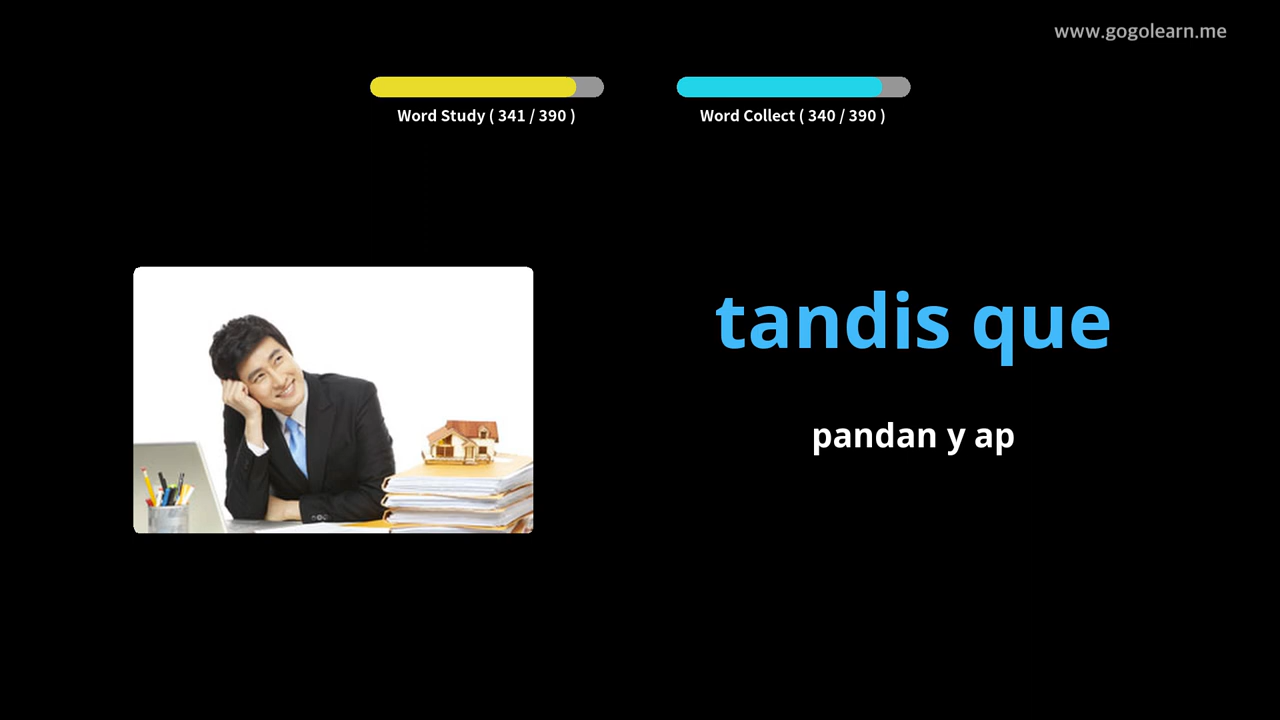 www.gogolearn.me
Word Study ( 341 / 390 )
Word Collect ( 340 / 390 )
tandis que
pandan y ap